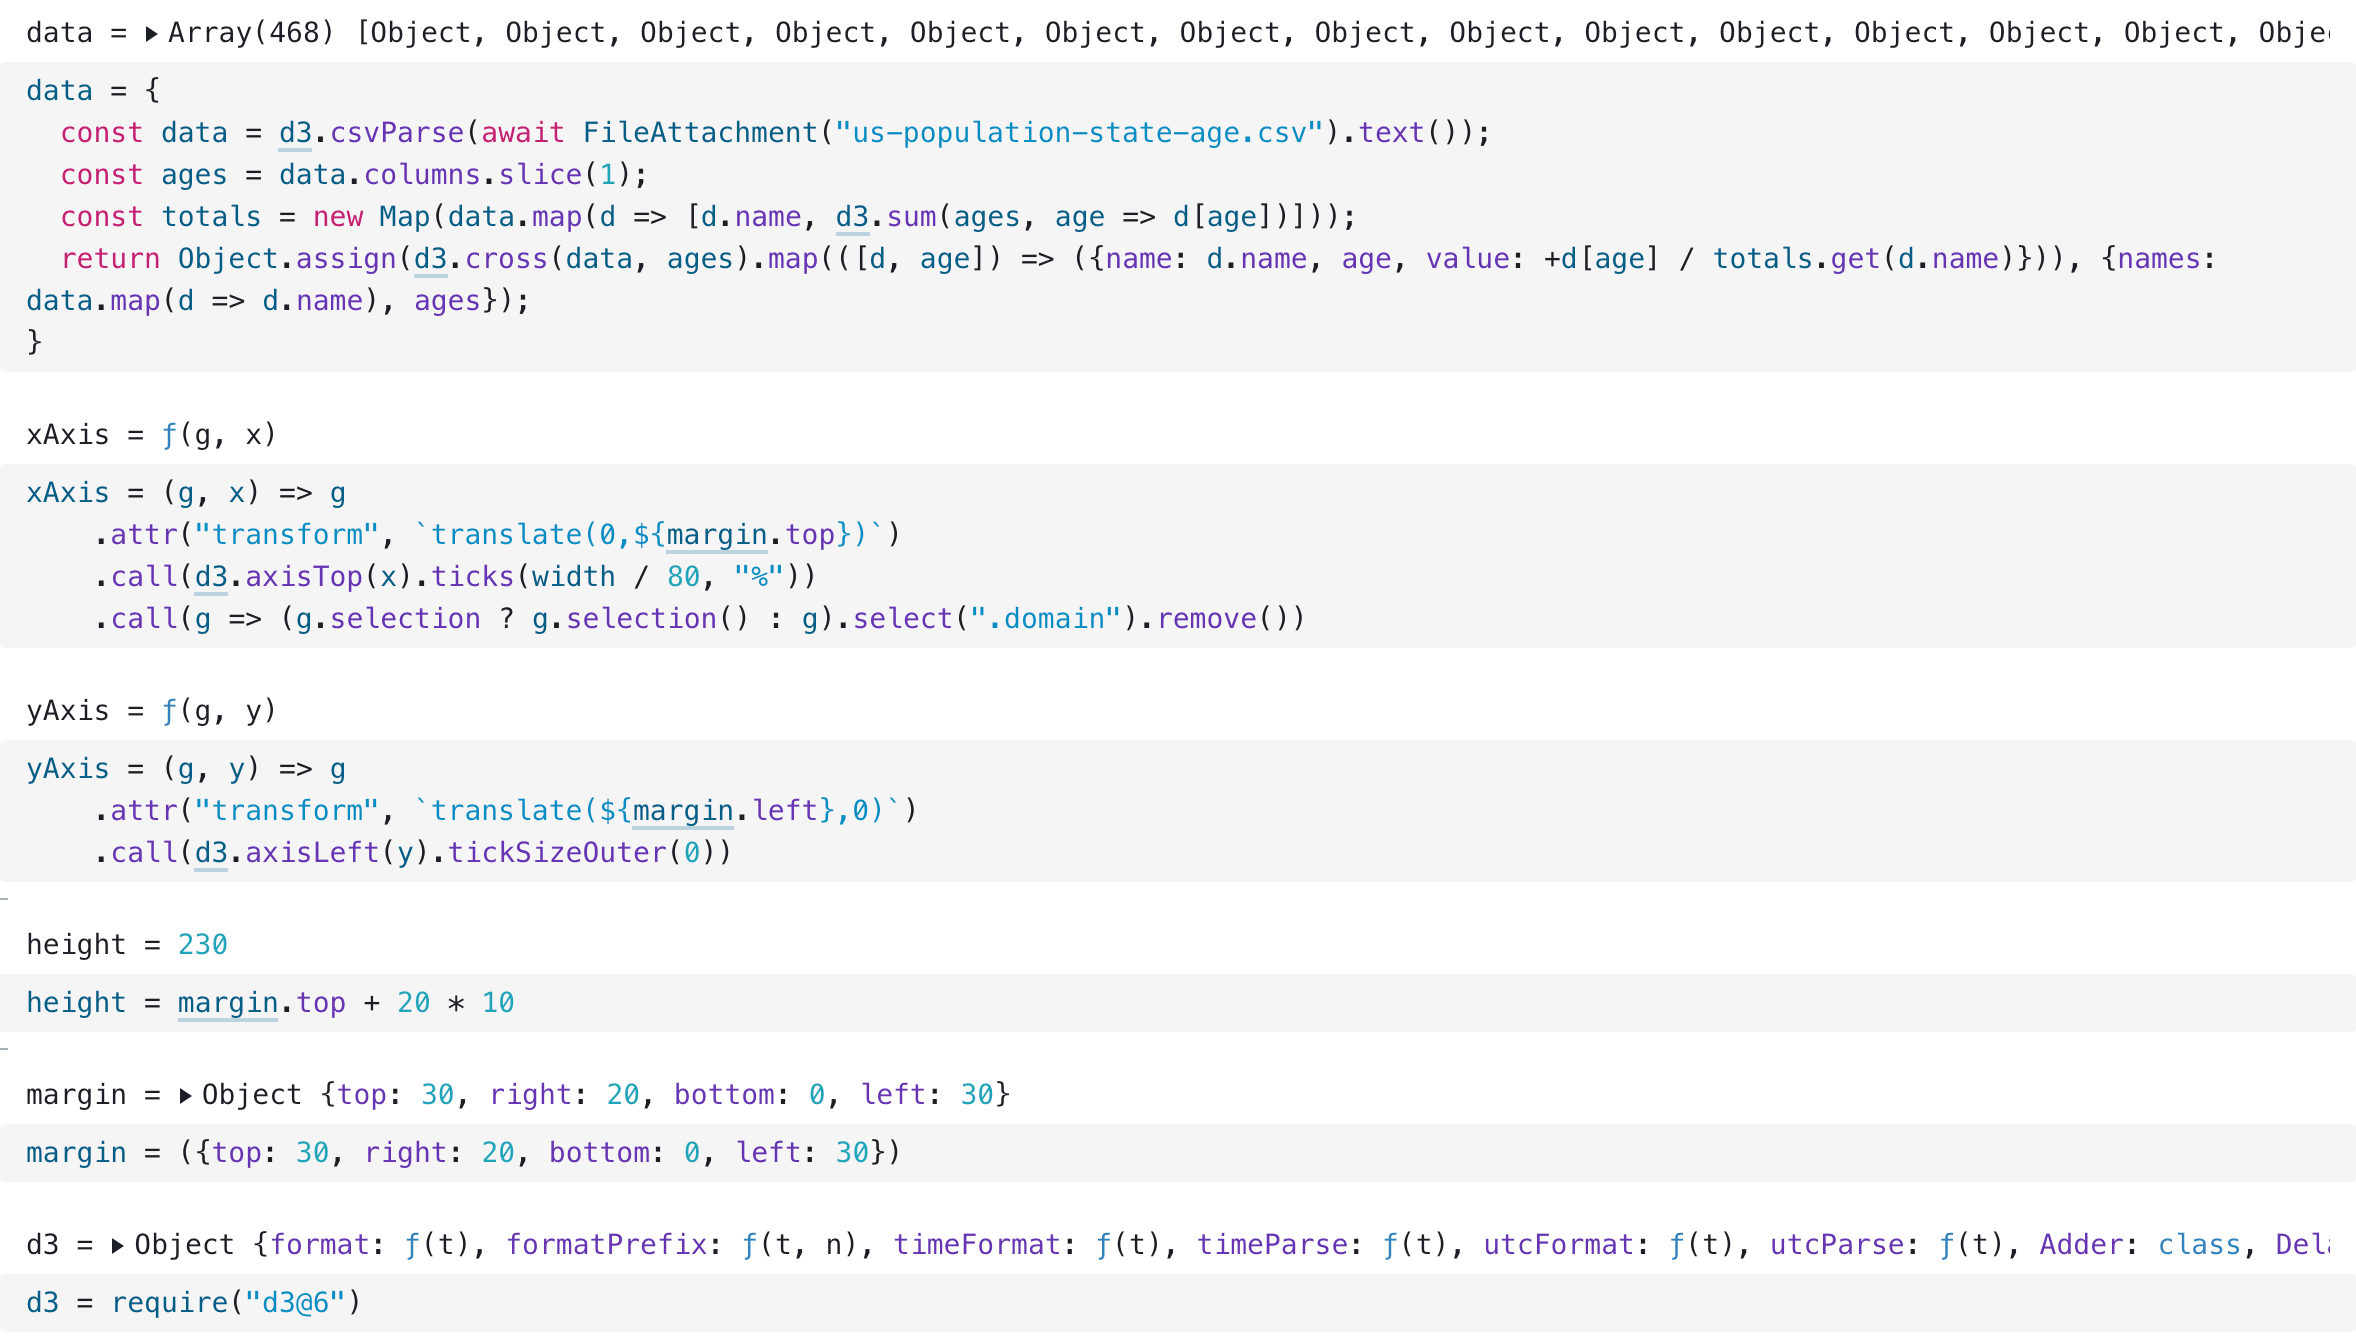 data = ▸Array(468) [Object, Object, Object, Object, Object, Object, Object, Object, Object, Object, Object, Object, Object, Object, Obje
data = {
  const data = d3.csvParse(await FileAttachment("us-population-state-age.csv").text());
  const ages = data.columns.slice(1);
  const totals = new Map(data.map(d => [d.name, d3.sum(ages, age => d[age])]));
  return Object.assign(d3.cross(data, ages).map(([d, age]) => ({name: d.name, age, value: +d[age] / totals.get(d.name)})), {names:
data.map(d => d.name), ages});
}
xAxis = ƒ(g, x)
xAxis = (g, x) => g
    .attr("transform", `translate(0,${margin.top})`)
    .call(d3.axisTop(x).ticks(width / 80, "%"))
    .call(g => (g.selection ? g.selection() : g).select(".domain").remove())
yAxis = ƒ(g, y)
yAxis = (g, y) => g
    .attr("transform", `translate(${margin.left},0)`)
    .call(d3.axisLeft(y).tickSizeOuter(0))
height = 230
height = margin.top + 20 * 10
margin = ▸Object {top: 30, right: 20, bottom: 0, left: 30}
margin = ({top: 30, right: 20, bottom: 0, left: 30})
d3 = ▸Object {format: ƒ(t), formatPrefix: ƒ(t, n), timeFormat: ƒ(t), timeParse: ƒ(t), utcFormat: ƒ(t), utcParse: ƒ(t), Adder: class, Del
d3 = require("d3@6")